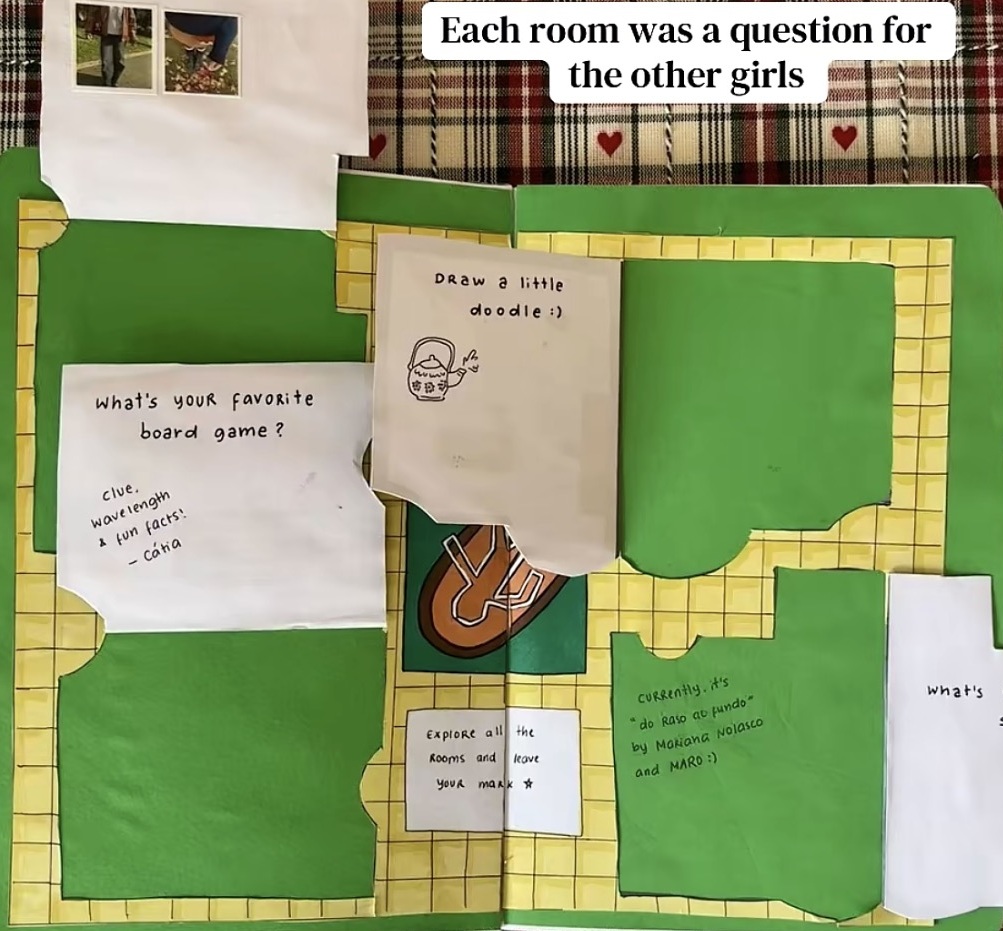 Each room was a question for
the other girls
Draw a little
doodle :)
What's your favorite
board game?
clue,
wavelength
& fun facts!
- Cátia
Explore all the
rooms and leave
your mark ☆
currently, it's
"do Raso ao fundo"
by Mariana Nolasco
and MARO :)
What's